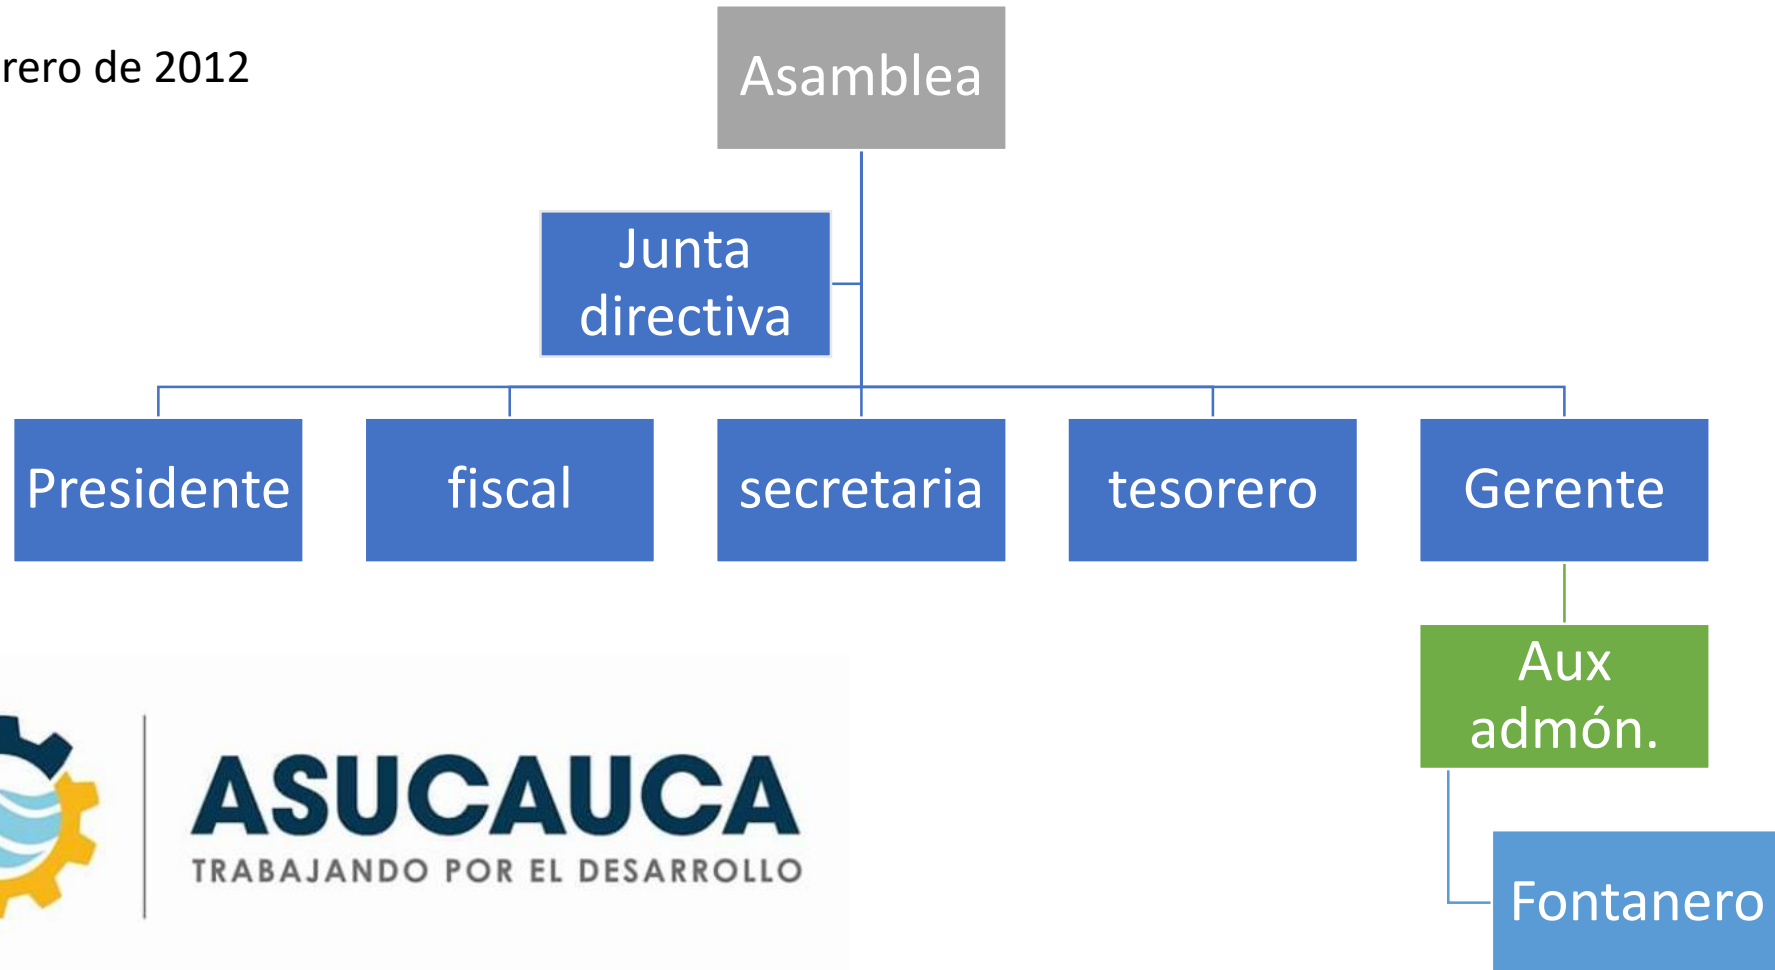 rero de 2012
Asamblea
Junta
directiva
Presidente
fiscal
secretaria
tesorero
Gerente
Aux
admón.
Fontanero
ASUCAUCA
TRABAJANDO POR EL DESARROLLO